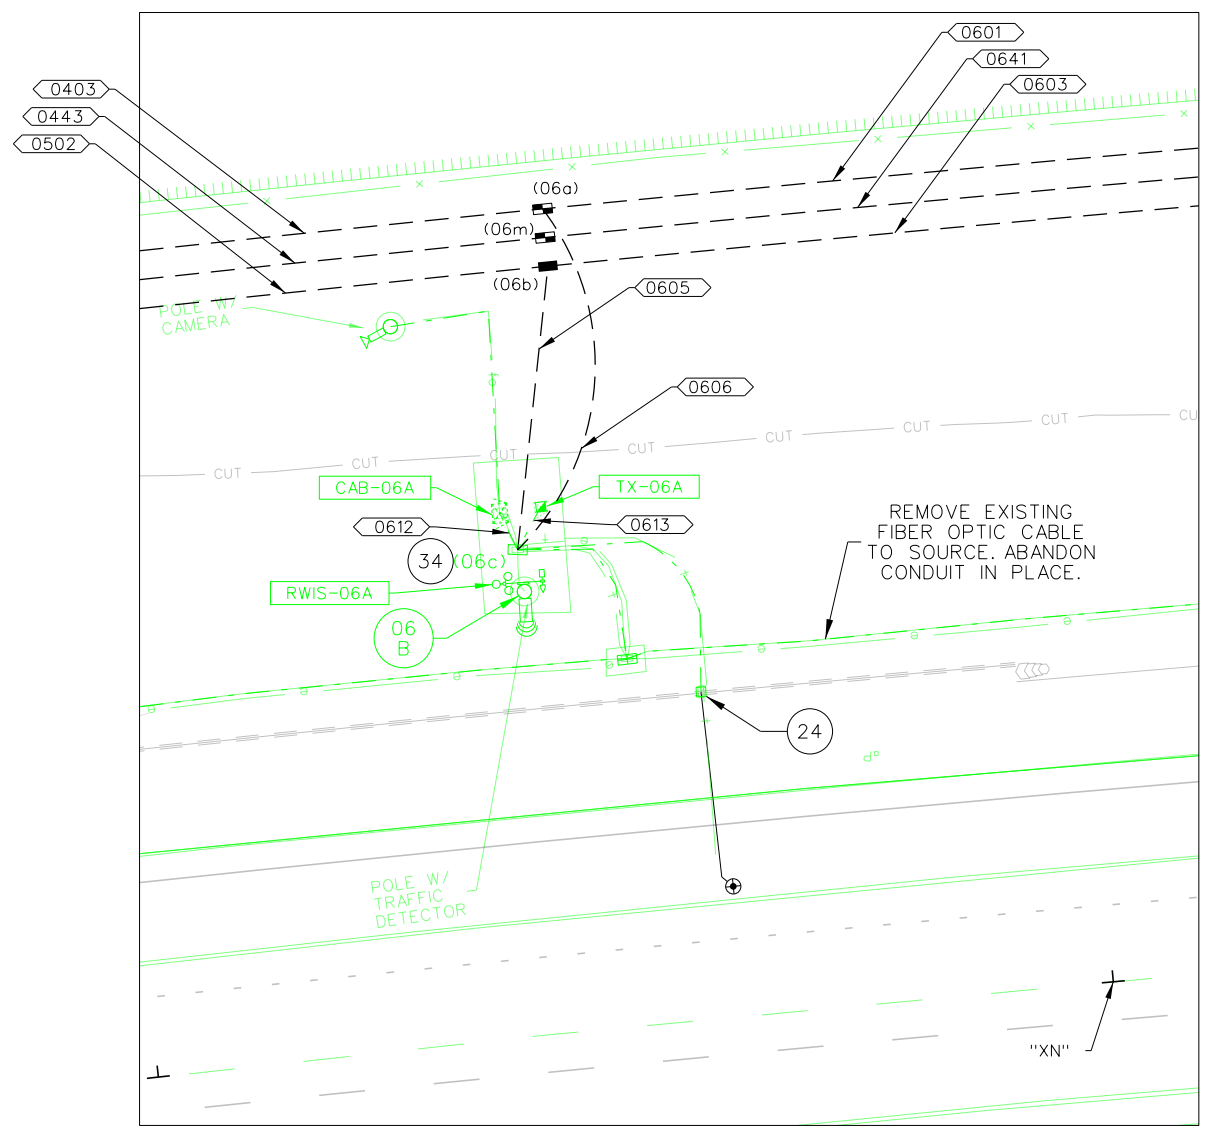 0601
0641
0603
0403
0443
0502
(06a)
(06m)
(06b)
0605
POLE W/
CAMERA
0606
CUT
CUT
CUT
CUT
CUT
CUT
CUT
CU
CAB-06A
TX-06A
0612
0613
REMOVE EXISTING
FIBER OPTIC CABLE
TO SOURCE. ABANDON
CONDUIT IN PLACE.
34
(06c)
RWIS-06A
06
B
24
POLE W/
TRAFFIC
DETECTOR
"XN"